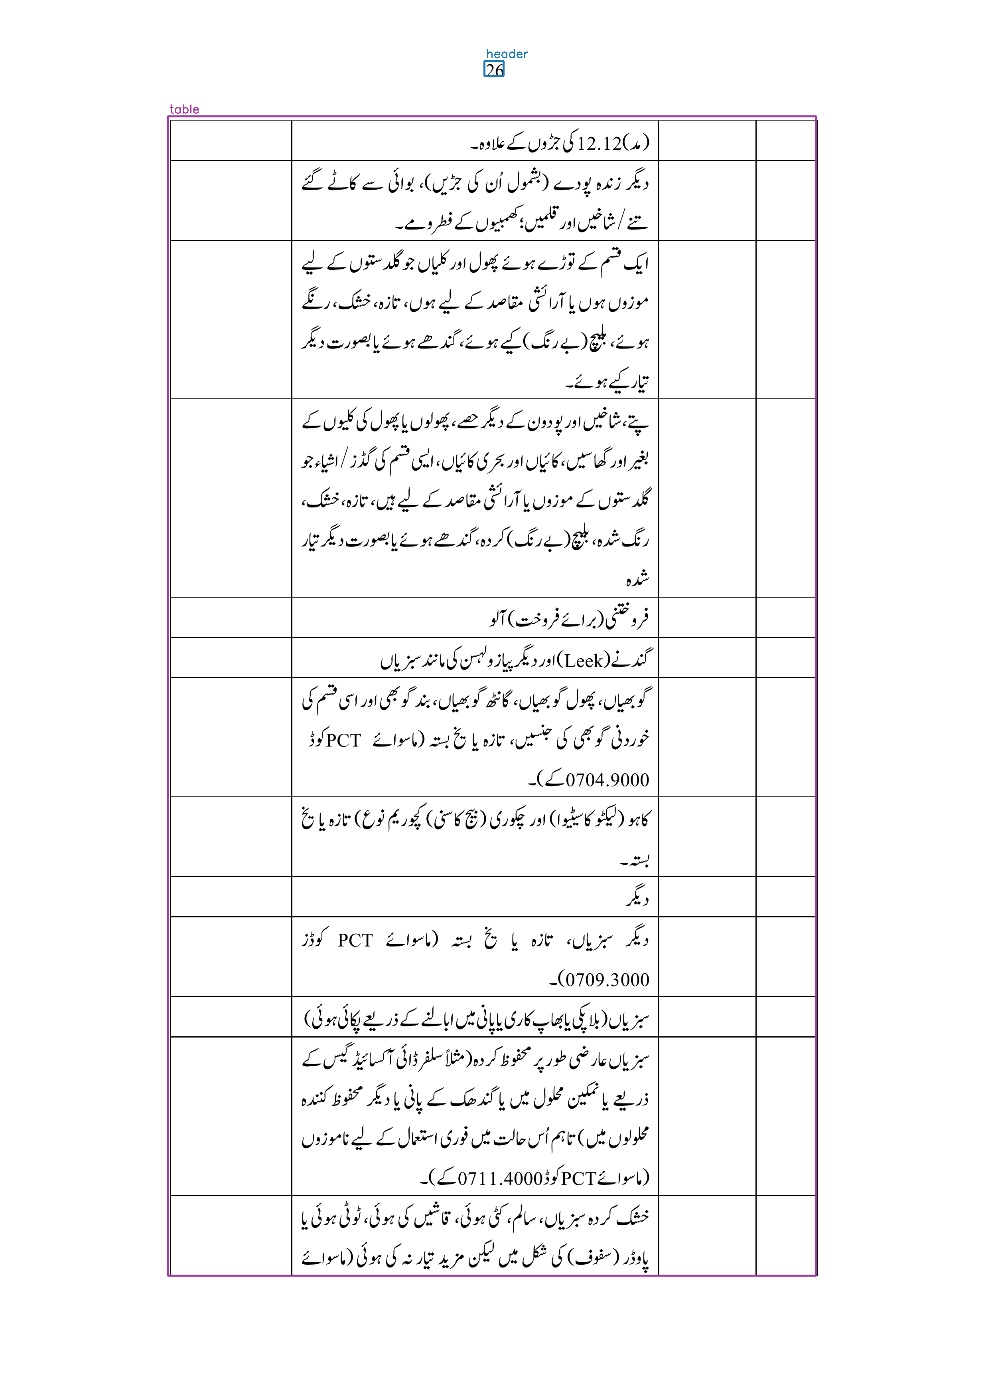 header
26
table
(مد)12.12 کی جڑوں کے علاوہ۔
دیگر زندہ پودے (بشمول اُن کی جڑیں)، بوائی سے کاٹے گئے
تنے/شاخیں اور قلمیں؛ کھمبیوں کے فطرومے۔
ایک قسم کے توڑے ہوئے پھول اور کلیاں جو گلدستوں کے لیے
موزوں ہوں یا آرائشی مقاصد کے لیے ہوں، تازہ، خشک، رنگے
ہوئے، بلیچ (بے رنگ) کیے ہوئے، گندھے ہوئے یا بصورت دیگر
تیار کیے ہوئے۔
پتے، شاخیں اور پودون کے دیگر حصے، پھولوں یا پھول کی کلیوں کے
بغیر اور گھاسیں، کائیاں اور بحری کائیاں، ایسی قسم کی گڈز/اشیاء جو
گلدستوں کے موزوں یا آرائشی مقاصد کے لیے ہیں، تازہ، خشک،
رنگ شدہ، بلیچ (بے رنگ) کردہ، گندھے ہوئے یا بصورت دیگر تیار
شدہ
فروختنی (برائے فروخت) آلو
گندنے (Leek) اور دیگر پیاز ولہسن کی مانند سبزیاں
گوبھیاں، پھول گوبھیاں، گانٹھ گوبھیاں، بند گوبھی اور اسی قسم کی
خوردنی گوبھی کی جنسیں، تازہ یا یخ بستہ (ماسوائے PCT کوڈ
0704.9000 کے)۔
کاہو (لیکٹو کاسیٹیوا) اور چکوری (بیج کاسنی) کچوریم نوع) تازہ یا یخ
بستہ۔
دیگر
دیگر سبزیاں، تازہ یا یخ بستہ (ماسوائے PCT کوڈز
0709.3000)۔
سبزیاں (بلا پکی یا بھاپ کاری یا پانی میں ابالنے کے ذریعے پکائی ہوئی)
سبزیاں عارضی طور پر محفوظ کردہ (مثلاً سلفر ڈائی آکسائیڈ گیس کے
ذریعے یا نمکین محلول میں یا گندھک کے پانی یا دیگر محفوظ کنندہ
محلولوں میں) تاہم اُس حالت میں فوری استعمال کے لیے ناموزوں
(ماسوائے PCT کوڈ 0711.4000 کے)۔
خشک کردہ سبزیاں، سالم، کٹی ہوئی، قاشیں کی ہوئی، ٹوٹی ہوئی یا
پاوڈر (سفوف) کی شکل میں لیکن مزید تیار نہ کی ہوئی (ماسوائے